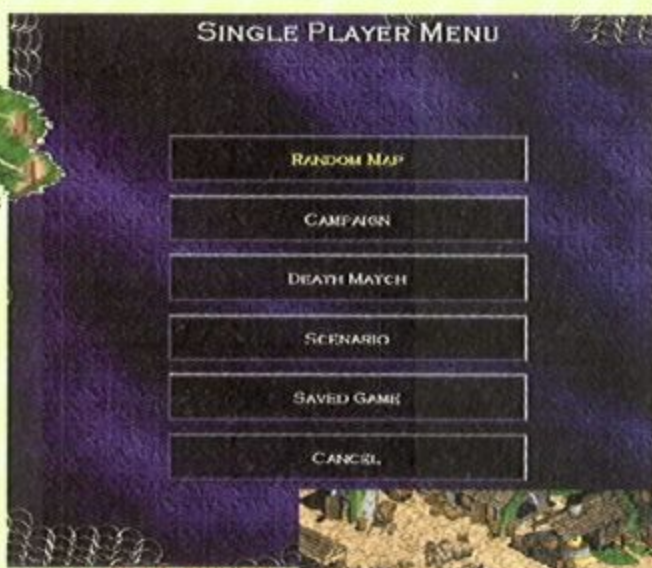 SINGLE PLAYER MENU
RANDOM MAP
CAMPAIGN
DEATH MATCH
SCENARIO
SAVED GAME
CANCEL